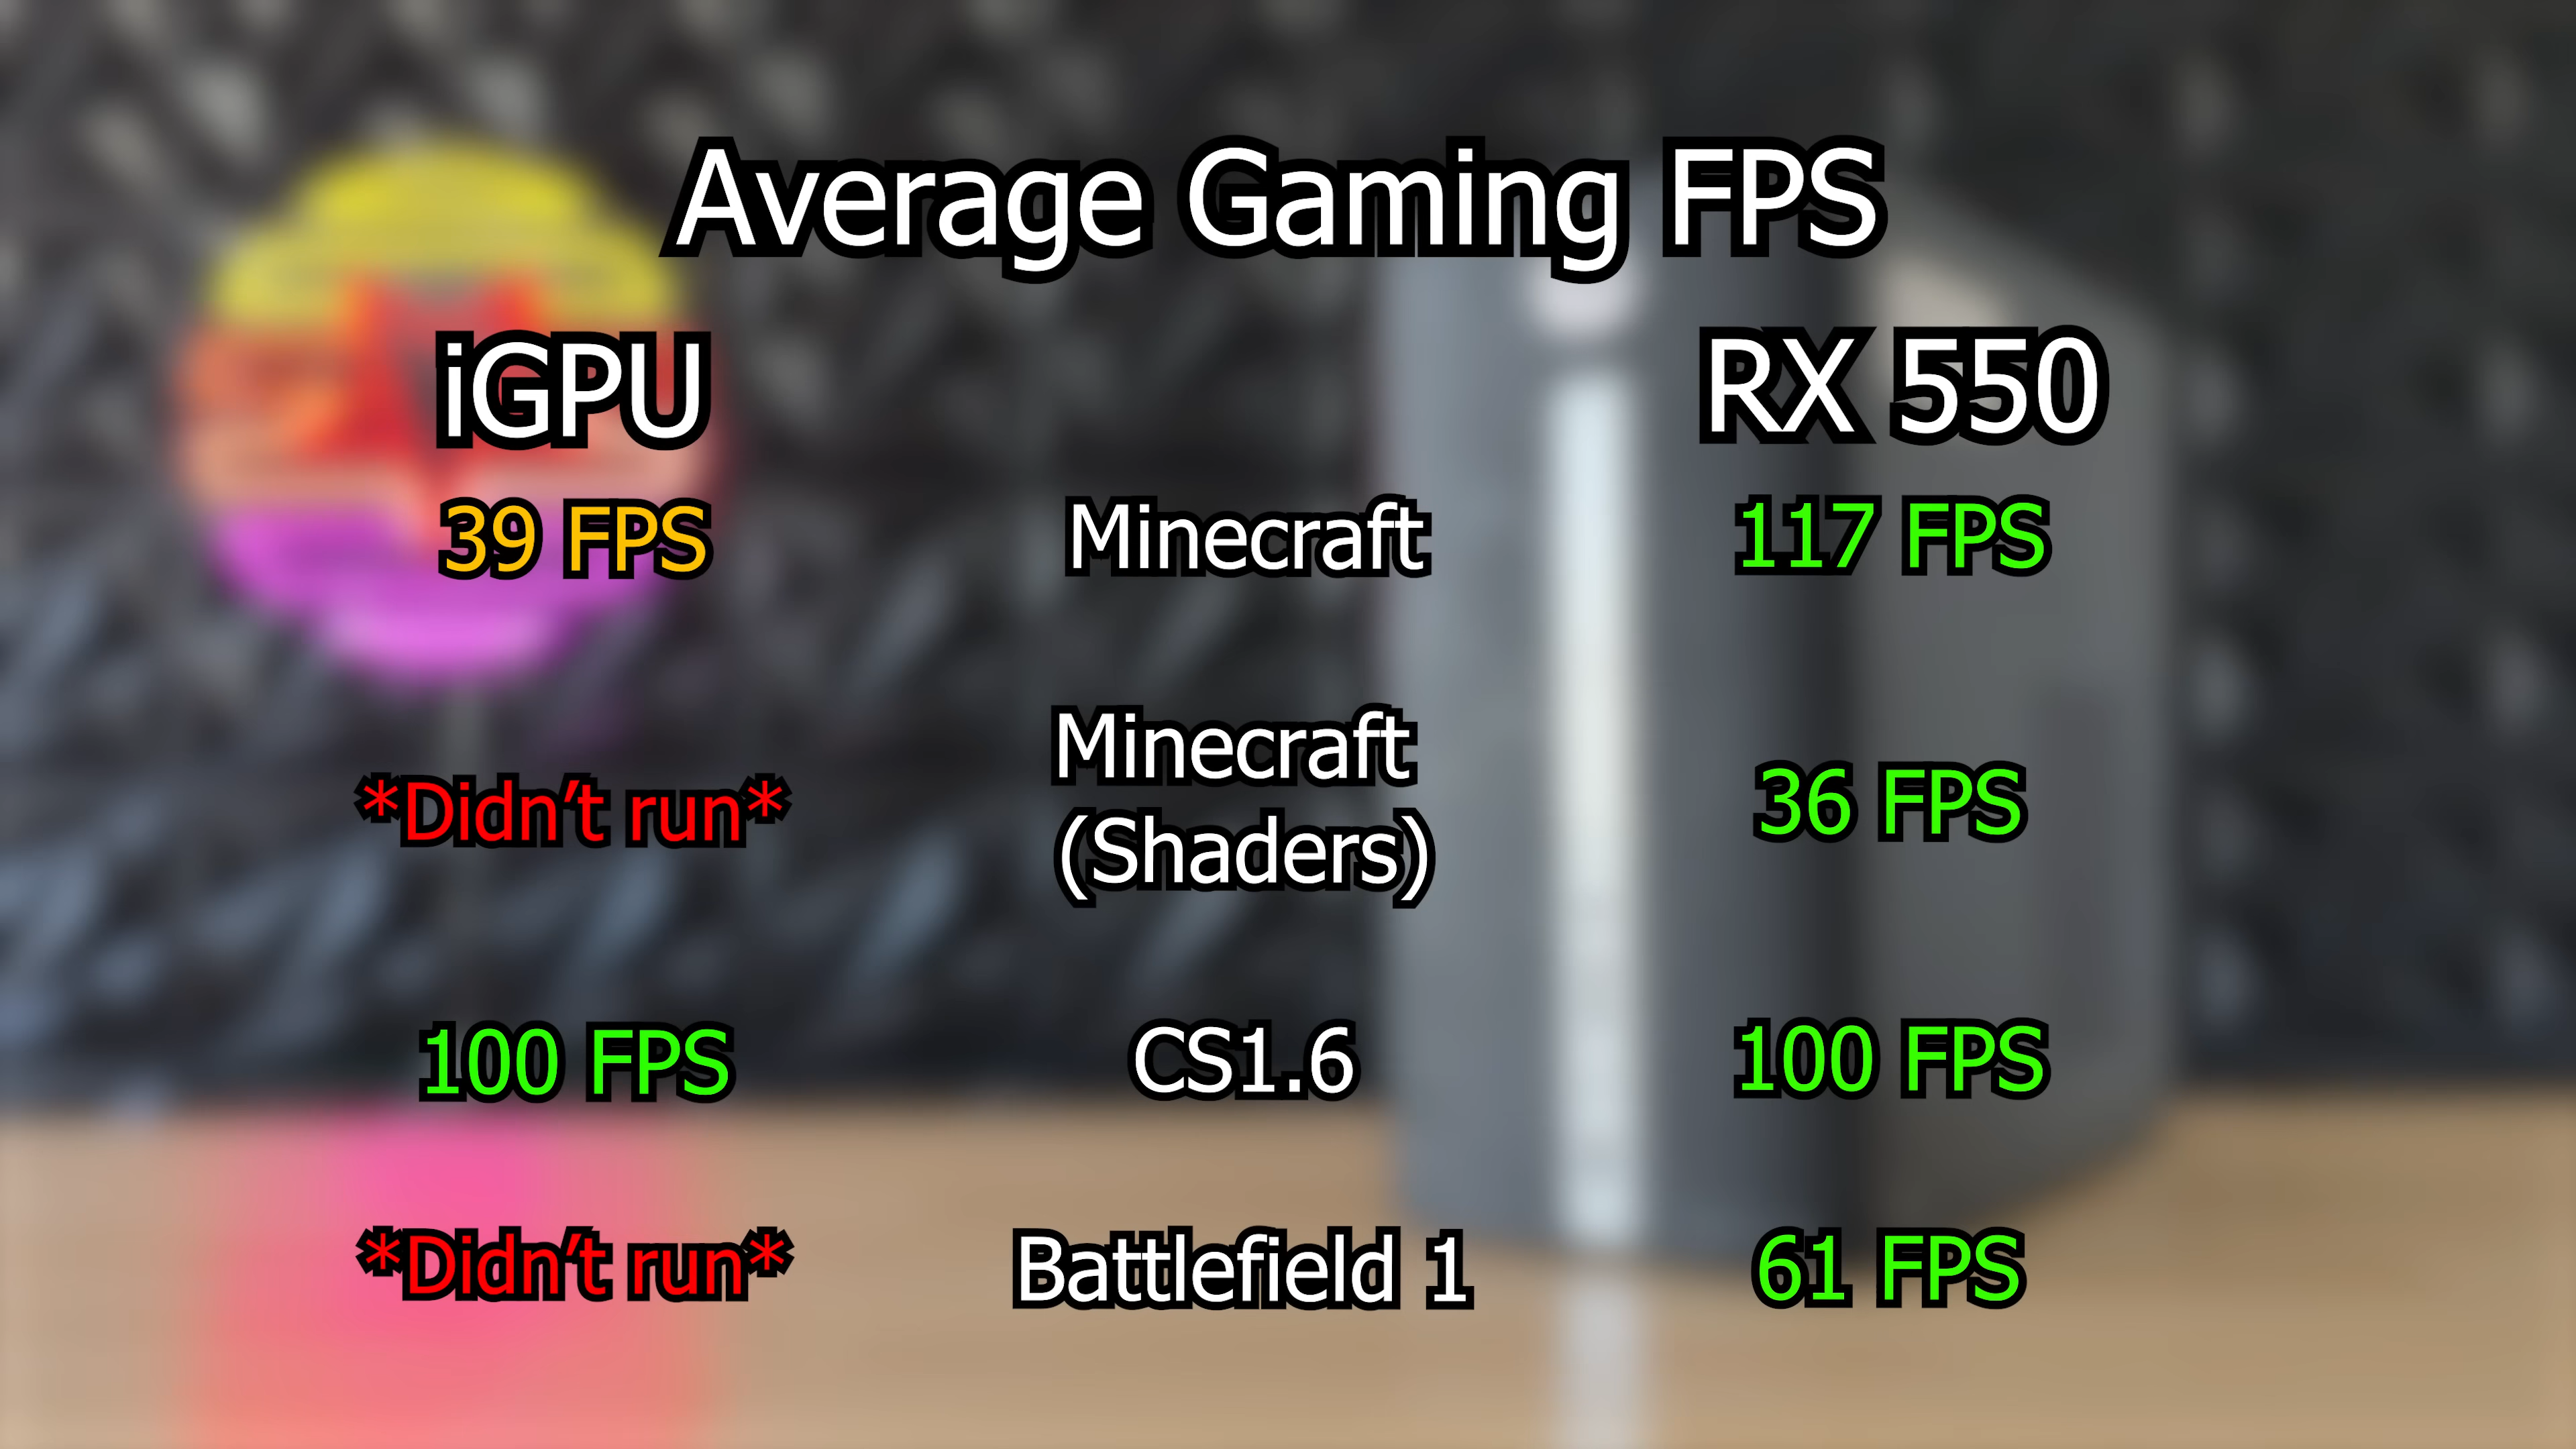 Average Gaming FPS
iGPU RX 550
39 FPS Minecraft 117 FPS
Minecraft
*Didn't run* (Shaders) 36 FPS
100 FPS CS1.6 100 FPS
*Didn't run* Battlefield 1 61 FPS